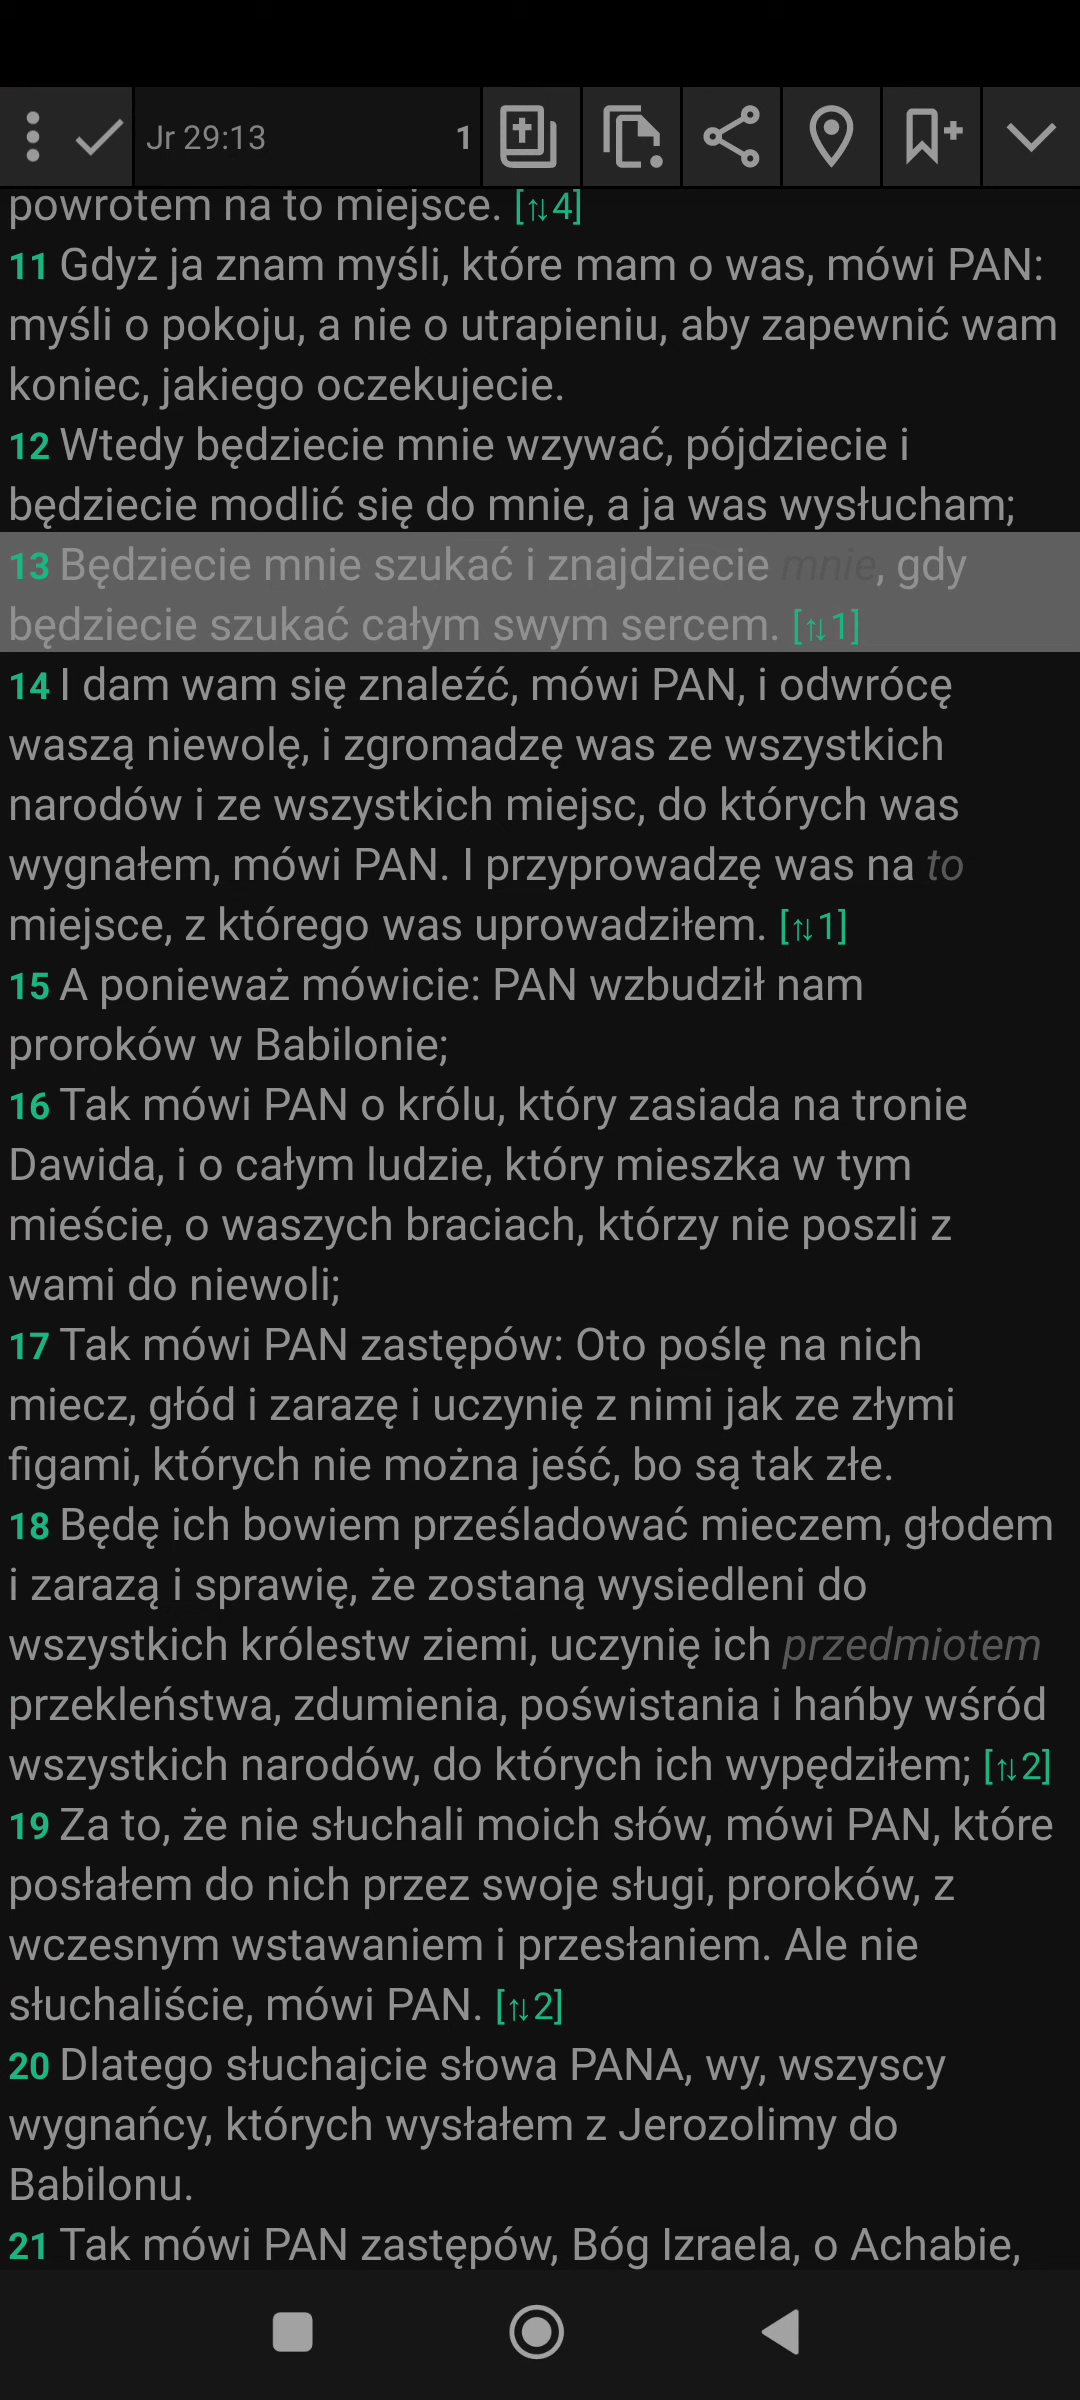 Jr 29:13 1
powrotem na to miejsce. [⇅4]
11 Gdyż ja znam myśli, które mam o was, mówi PAN:
myśli o pokoju, a nie o utrapieniu, aby zapewnić wam
koniec, jakiego oczekujecie.
12 Wtedy będziecie mnie wzywać, pójdziecie i
będziecie modlić się do mnie, a ja was wysłucham;
13 Będziecie mnie szukać i znajdziecie mnie, gdy
będziecie szukać całym swym sercem. [⇅1]
14 I dam wam się znaleźć, mówi PAN, i odwrócę
waszą niewolę, i zgromadzę was ze wszystkich
narodów i ze wszystkich miejsc, do których was
wygnałem, mówi PAN. I przyprowadzę was na to
miejsce, z którego was uprowadziłem. [⇅1]
15 A ponieważ mówicie: PAN wzbudził nam
proroków w Babilonie;
16 Tak mówi PAN o królu, który zasiada na tronie
Dawida, i o całym ludzie, który mieszka w tym
mieście, o waszych braciach, którzy nie poszli z
wami do niewoli;
17 Tak mówi PAN zastępów: Oto poślę na nich
miecz, głód i zarazę i uczynię z nimi jak ze złymi
figami, których nie można jeść, bo są tak złe.
18 Będę ich bowiem prześladować mieczem, głodem
i zarazą i sprawię, że zostaną wysiedleni do
wszystkich królestw ziemi, uczynię ich przedmiotem
przekleństwa, zdumienia, poświstania i hańby wśród
wszystkich narodów, do których ich wypędziłem; [⇅2]
19 Za to, że nie słuchali moich słów, mówi PAN, które
posłałem do nich przez swoje sługi, proroków, z
wczesnym wstawaniem i przesłaniem. Ale nie
słuchaliście, mówi PAN. [⇅2]
20 Dlatego słuchajcie słowa PANA, wy, wszyscy
wygnańcy, których wysłałem z Jerozolimy do
Babilonu.
21 Tak mówi PAN zastępów, Bóg Izraela, o Achabie,